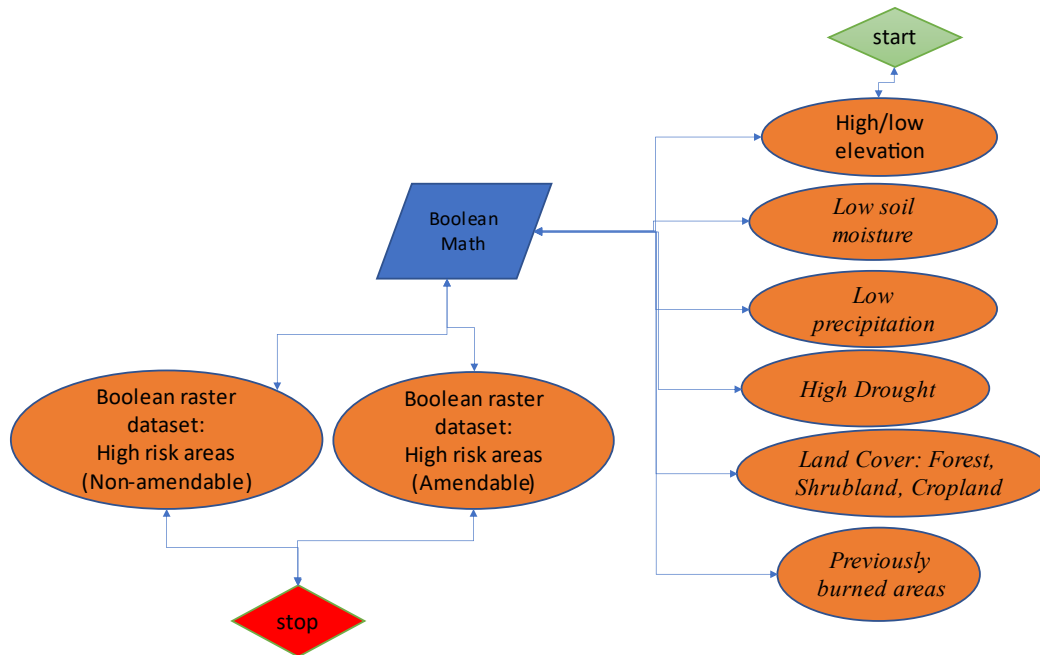 start
High/low
elevation
Low soil
moisture
Low
precipitation
High Drought
Land Cover: Forest,
Shrubland, Cropland
Previously
burned areas
Boolean
Math
Boolean raster
dataset:
High risk areas
(Non-amendable)
Boolean raster
dataset:
High risk areas
(Amendable)
stop